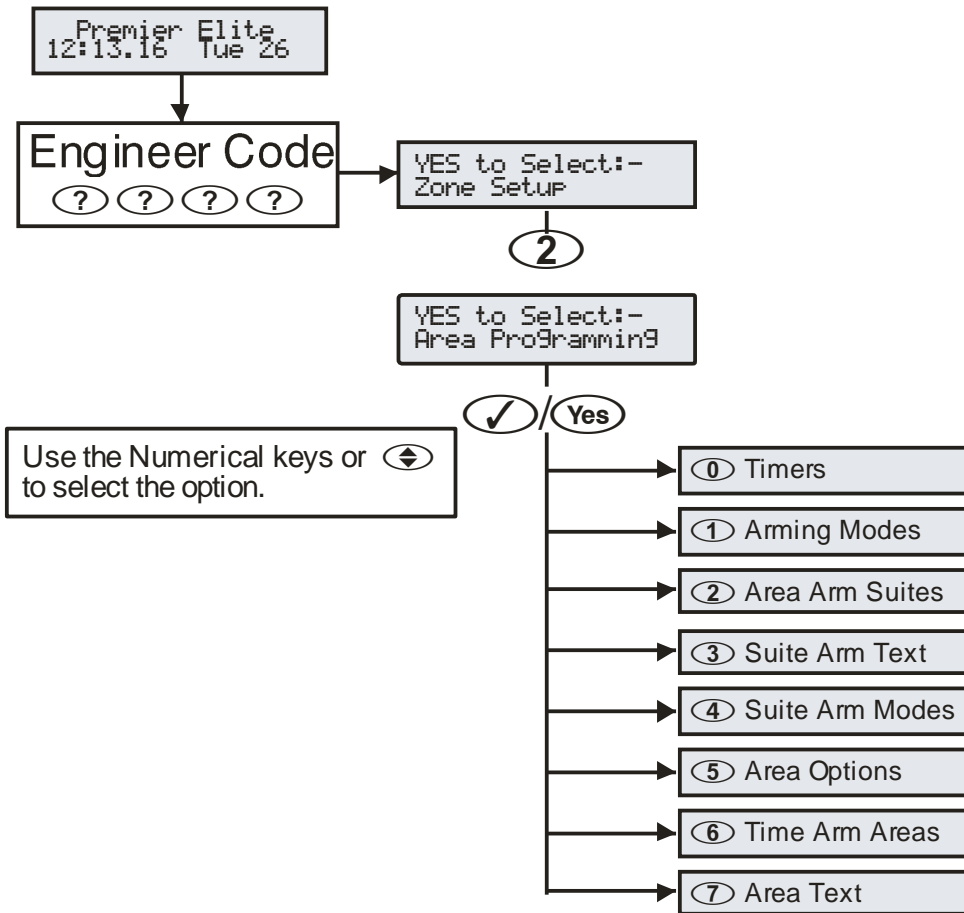 Premier Elite
12:13.16 Tue 26
Engineer Code
? ? ? ?
YES to Select:-
Zone Setup
2
YES to Select:-
Area Programming
✓/Yes
Use the Numerical keys or
to select the option.
0 Timers
1 Arming Modes
2 Area Arm Suites
3 Suite Arm Text
4 Suite Arm Modes
5 Area Options
6 Time Arm Areas
7 Area Text